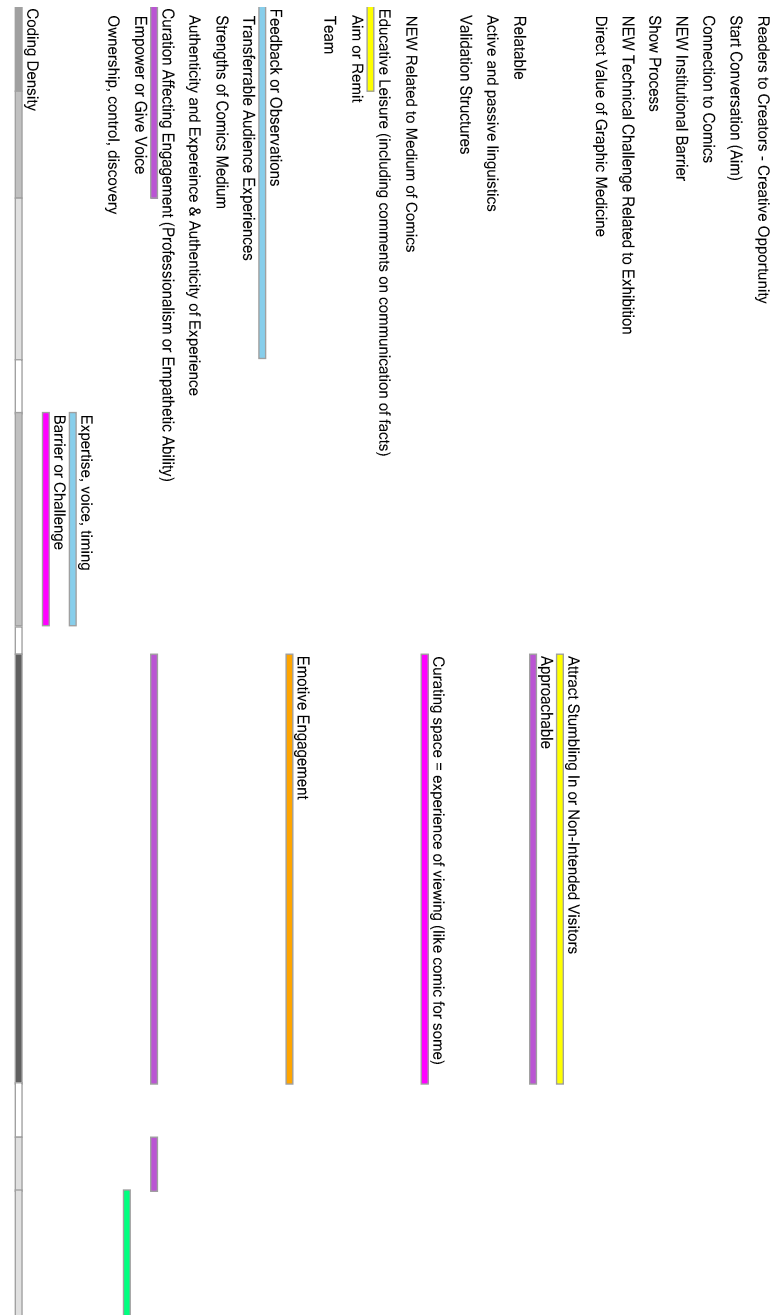 Readers to Creators - Creative Opportunity
Start Conversation (Aim)
Connection to Comics
NEW Institutional Barrier
Show Process
NEW Technical Challenge Related to Exhibition
Direct Value of Graphic Medicine
Attract Stumbling In or Non-Intended Visitors
Approachable
Relatable
Active and passive linguistics
Validation Structures
Curating space = experience of viewing (like comic for some)
NEW Related to Medium of Comics
Educative Leisure (including comments on communication of facts)
Aim or Remit
Team
Emotive Engagement
Feedback or Observations
Transferrable Audience Experiences
Strengths of Comics Medium
Authenticity and Expereince & Authenticity of Experience
Curation Affecting Engagement (Professionalism or Empathetic Ability)
Empower or Give Voice
Ownership, control, discovery
Expertise, voice, timing
Barrier or Challenge
Coding Density